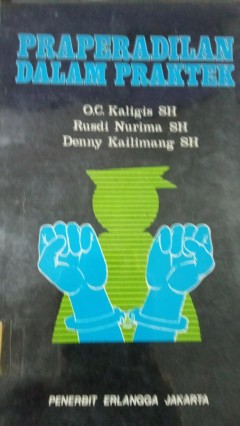 PRAPERADILAN
DALAM PRAKTEK
O.C. Kaligis SH
Rusdi Nurima SH
Denny Kailimang SH
PENERBIT ERLANGGA JAKARTA